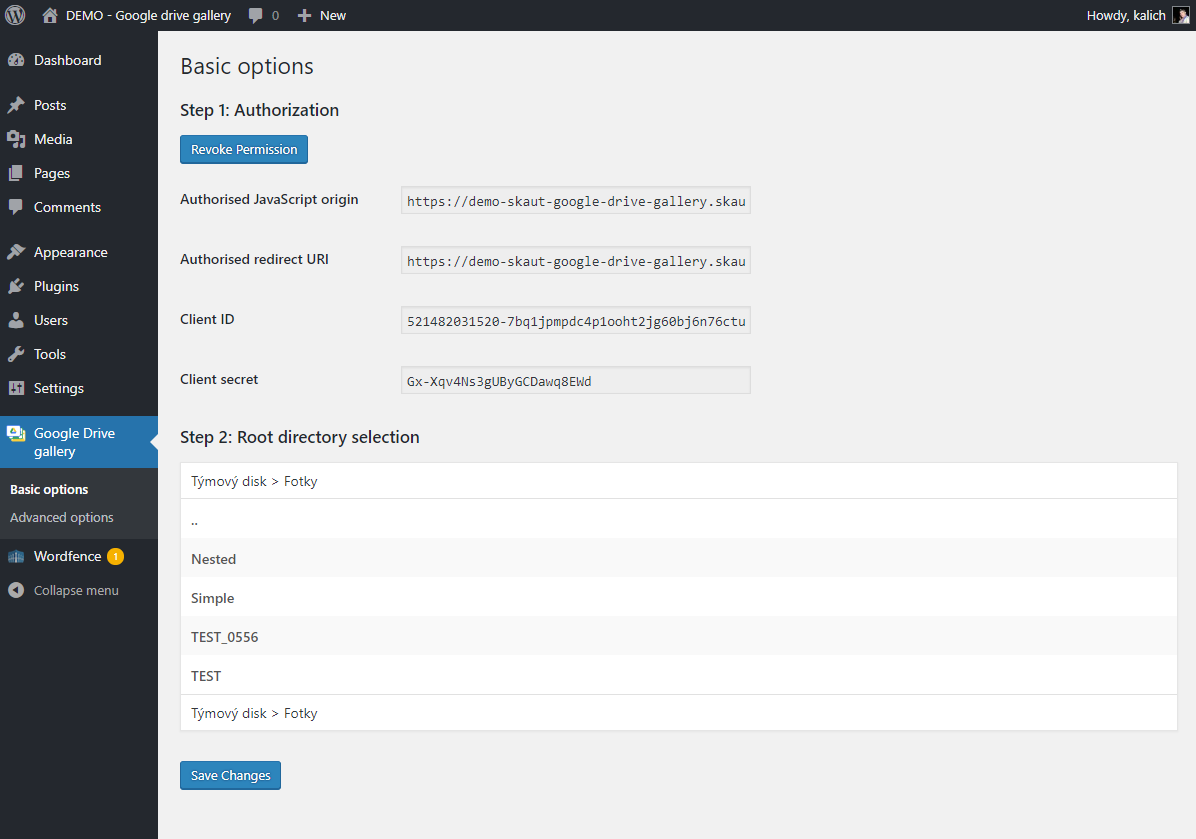 DEMO - Google drive gallery 0 New Howdy, kalich
Dashboard
Posts
Media
Pages
Comments
Appearance
Plugins
Users
Tools
Settings
Google Drive
gallery
Basic options
Advanced options
Wordfence 1
Collapse menu
Basic options
Step 1: Authorization
Revoke Permission
Authorised JavaScript origin https://demo-skaut-google-drive-gallery.skau
Authorised redirect URI https://demo-skaut-google-drive-gallery.skau
Client ID 521482031520-7bq1jpmpdc4p1ooht2jg60bj6n76ctu
Client secret Gx-Xqv4Ns3gUByGCDawq8EWd
Step 2: Root directory selection
Týmový disk > Fotky
..
Nested
Simple
TEST_0556
TEST
Týmový disk > Fotky
Save Changes